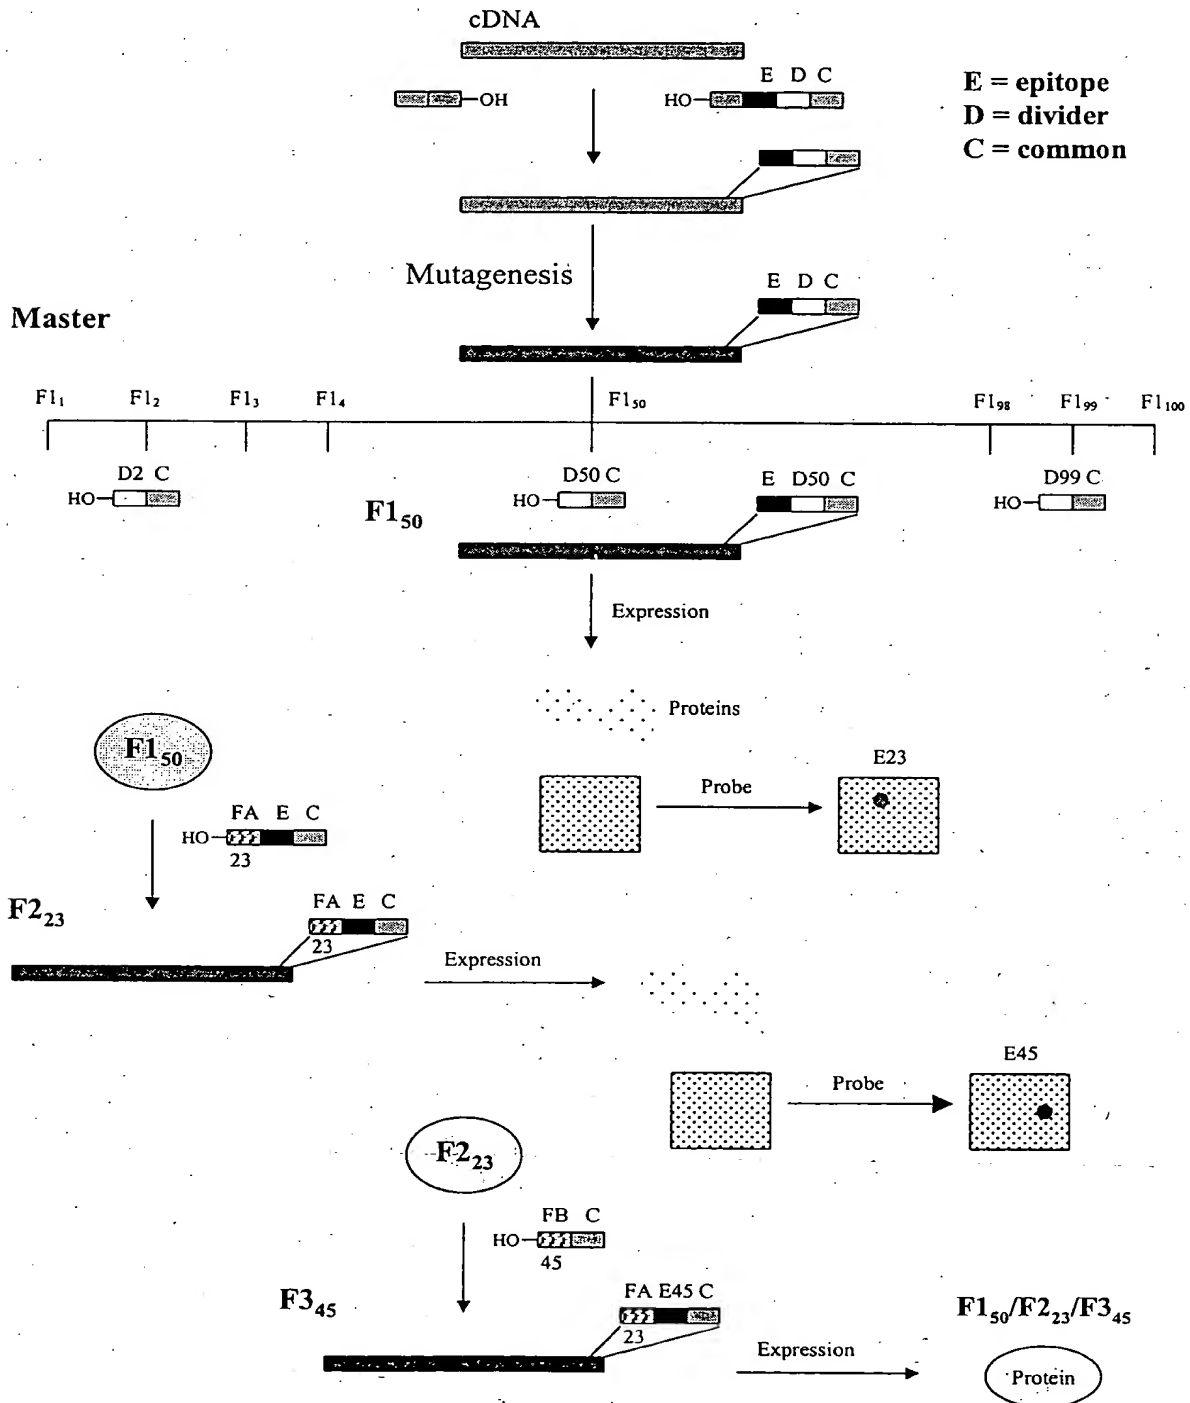 cDNA
OH
HO
E D C
E = epitope
D = divider
C = common
Mutagenesis
E D C
Master
F1₁ F1₂ F1₃ F1₄ F1₅₀ F1₉₈ F1₉₉ F1₁₀₀
D2 C
HO
D50 C
HO
E D50 C
D99 C
HO
F1₅₀
Expression
Proteins
F1₅₀
E23
Probe
FA E C
HO
23
F2₂₃
FA E C
23
Expression
E45
Probe
F2₂₃
FB C
HO
45
F3₄₅
FA E45 C
23
F1₅₀/F2₂₃/F3₄₅
Expression
Protein